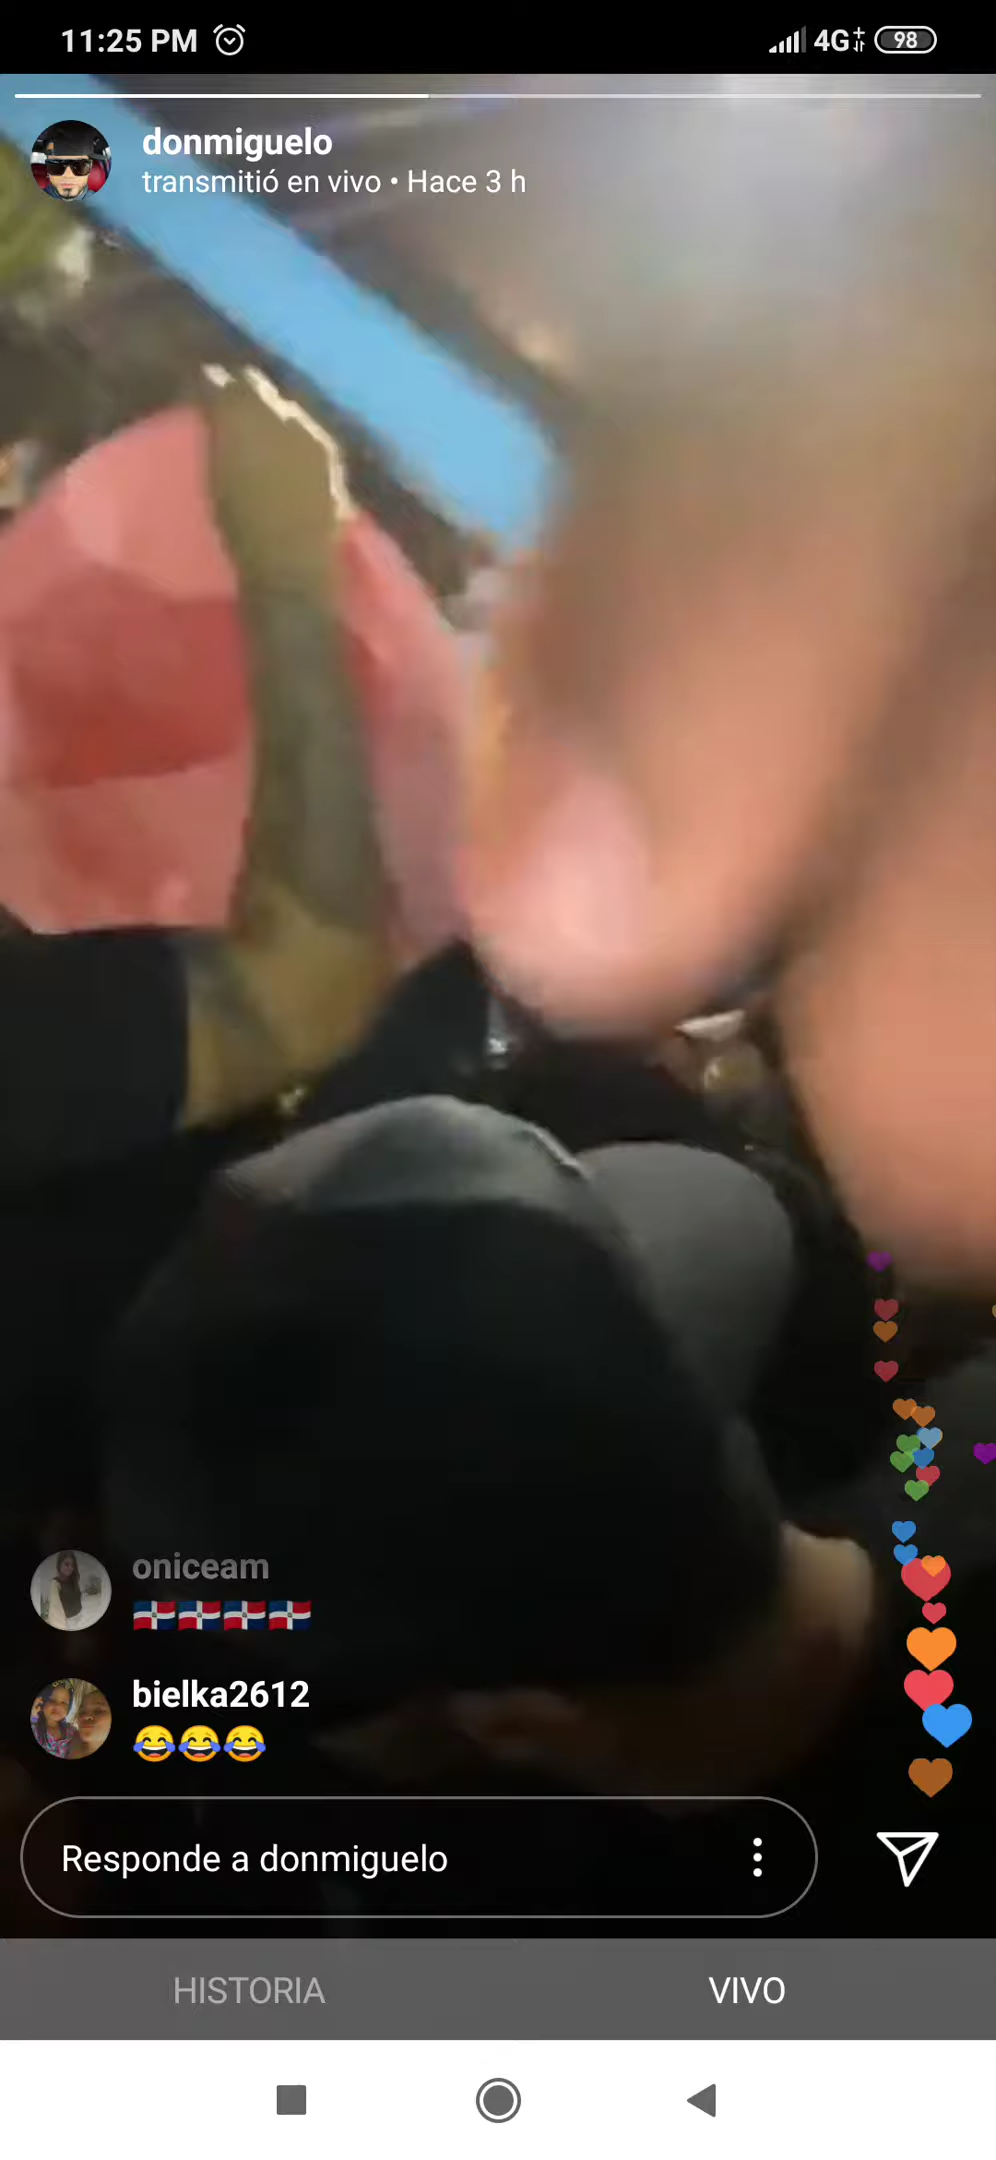 11:25 PM
4G+
98
donmiguelo
transmitió en vivo • Hace 3 h
oniceam
🇩🇴🇩🇴🇩🇴🇩🇴
bielka2612
😂😂😂
Responde a donmiguelo
HISTORIA
VIVO